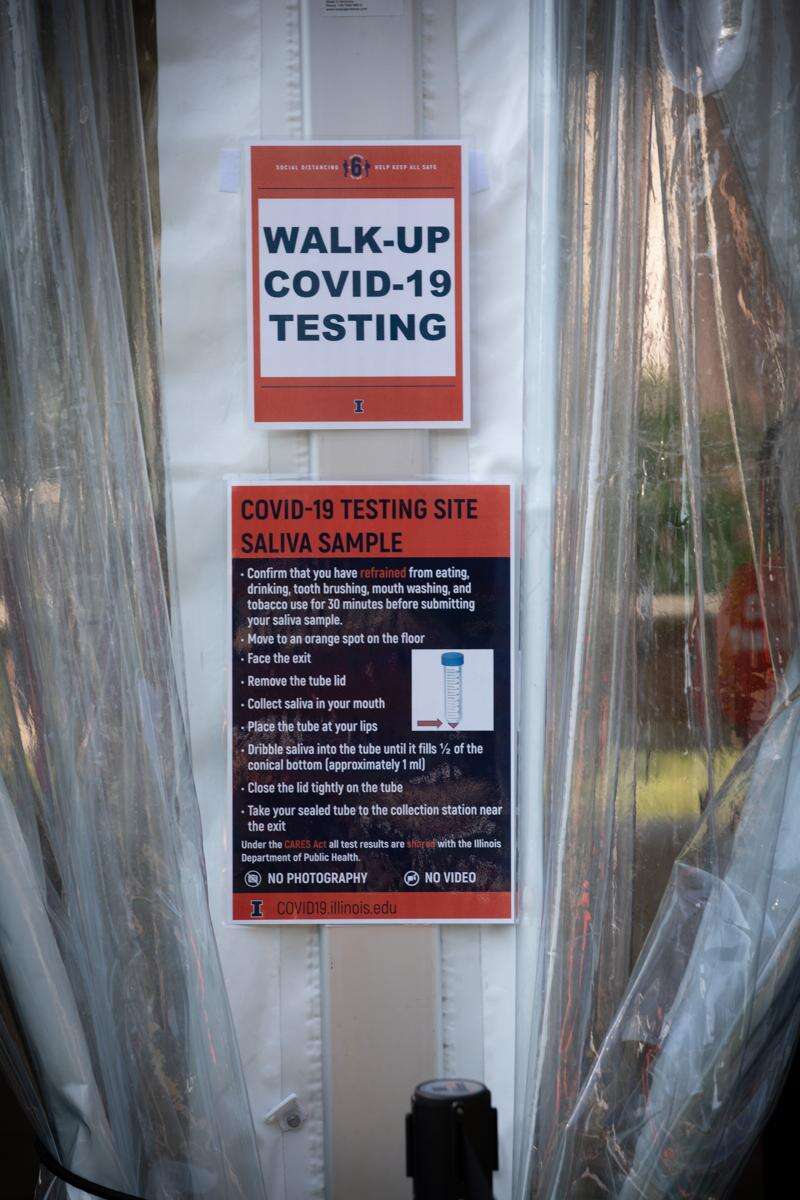 SOCIAL DISTANCING 6 HELP KEEP ALL SAFE
WALK-UP
COVID-19
TESTING
I
COVID-19 TESTING SITE
SALIVA SAMPLE
· Confirm that you have refrained from eating,
drinking, tooth brushing, mouth washing, and
tobacco use for 30 minutes before submitting
your saliva sample.
· Move to an orange spot on the floor
· Face the exit
· Remove the tube lid
· Collect saliva in your mouth
· Place the tube at your lips
· Dribble saliva into the tube until it fills ½ of the
conical bottom (approximately 1 ml)
· Close the lid tightly on the tube
· Take your sealed tube to the collection station near
the exit
Under the CARES Act all test results are shared with the Illinois
Department of Public Health.
NO PHOTOGRAPHY NO VIDEO
I COVID19.illinois.edu